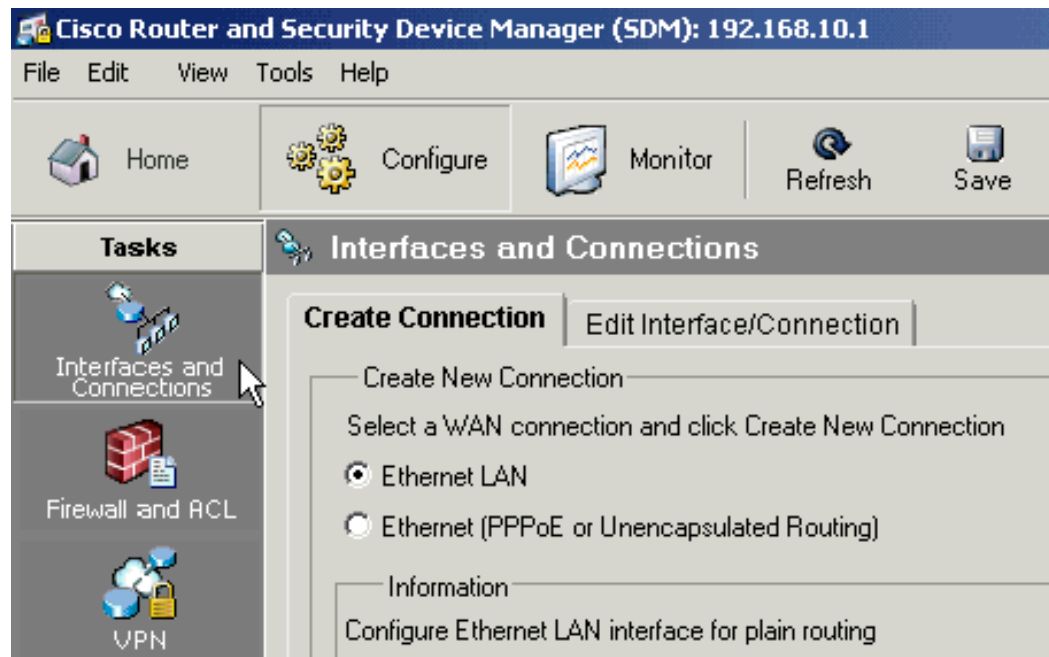 Cisco Router and Security Device Manager (SDM): 192.168.10.1
File Edit View Tools Help
Home Configure Monitor Refresh Save
Tasks
Interfaces and Connections
Interfaces and
Connections
Firewall and ACL
VPN
Create Connection Edit Interface/Connection
Create New Connection
Select a WAN connection and click Create New Connection
Ethernet LAN
Ethernet (PPPoE or Unencapsulated Routing)
Information
Configure Ethernet LAN interface for plain routing